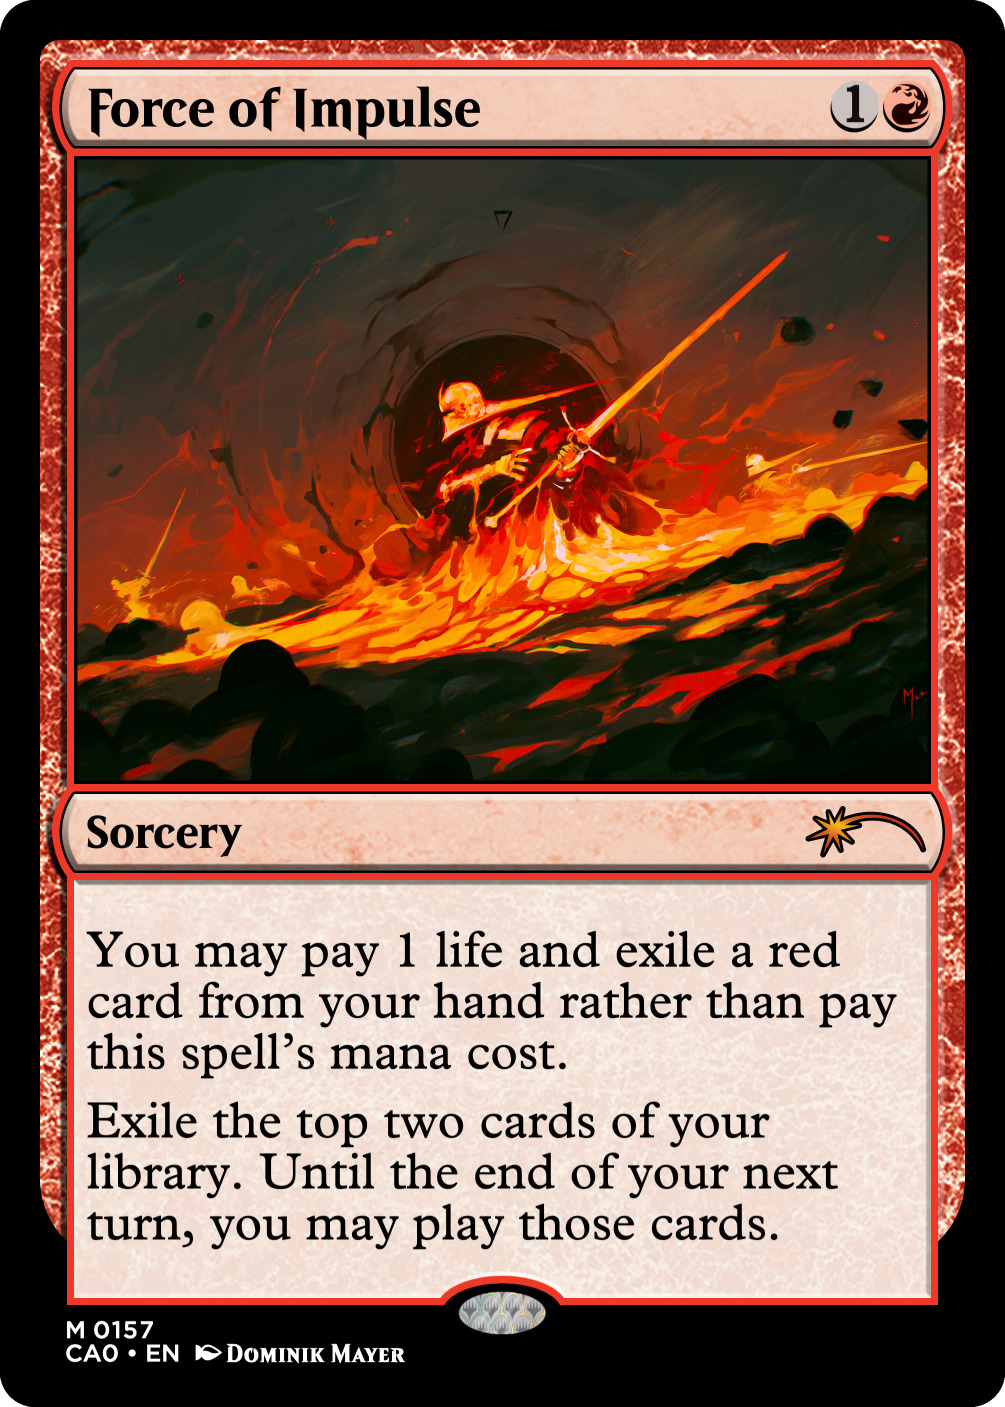 Force of Impulse 1
Sorcery
You may pay 1 life and exile a red
card from your hand rather than pay
this spell's mana cost.
Exile the top two cards of your
library. Until the end of your next
turn, you may play those cards.
M 0157
CAO • EN DOMINIK MAYER